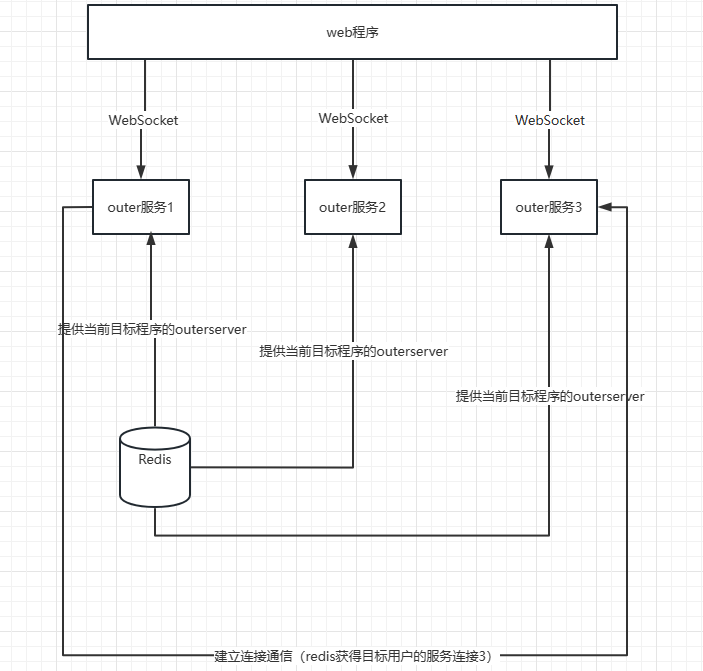 web程序
WebSocket
WebSocket
WebSocket
outer服务1
outer服务2
outer服务3
提供当前目标程序的outerserver
提供当前目标程序的outerserver
提供当前目标程序的outerserver
Redis
建立连接通信（redis获得目标用户的服务连接3）